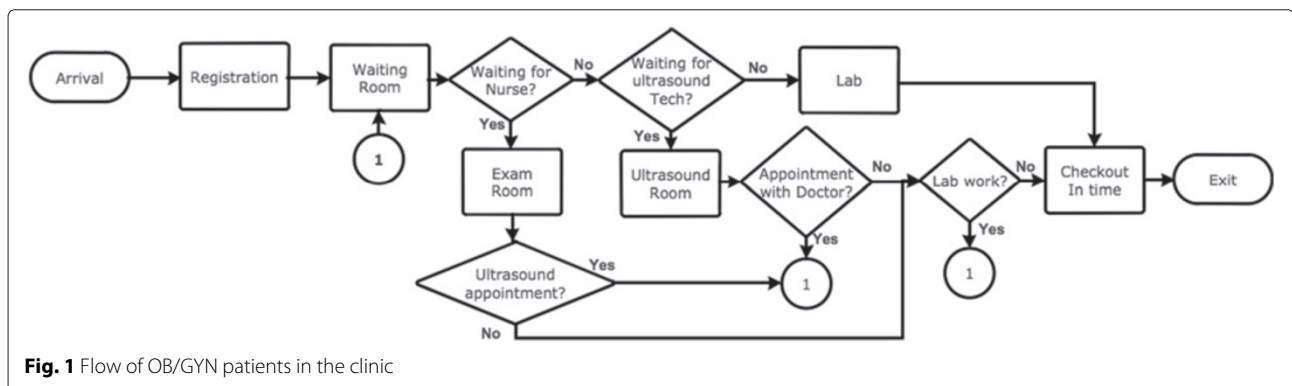 Arrival
Registration
Waiting
Room
1
Waiting for
Nurse?
No
Yes
Waiting for
ultrasound
Tech?
No
Yes
Lab
Exam
Room
Ultrasound
Room
Appointment
with Doctor?
No
Yes
Lab work?
No
Yes
Checkout
In time
Exit
Ultrasound
appointment?
Yes
No
1
1
Fig. 1 Flow of OB/GYN patients in the clinic